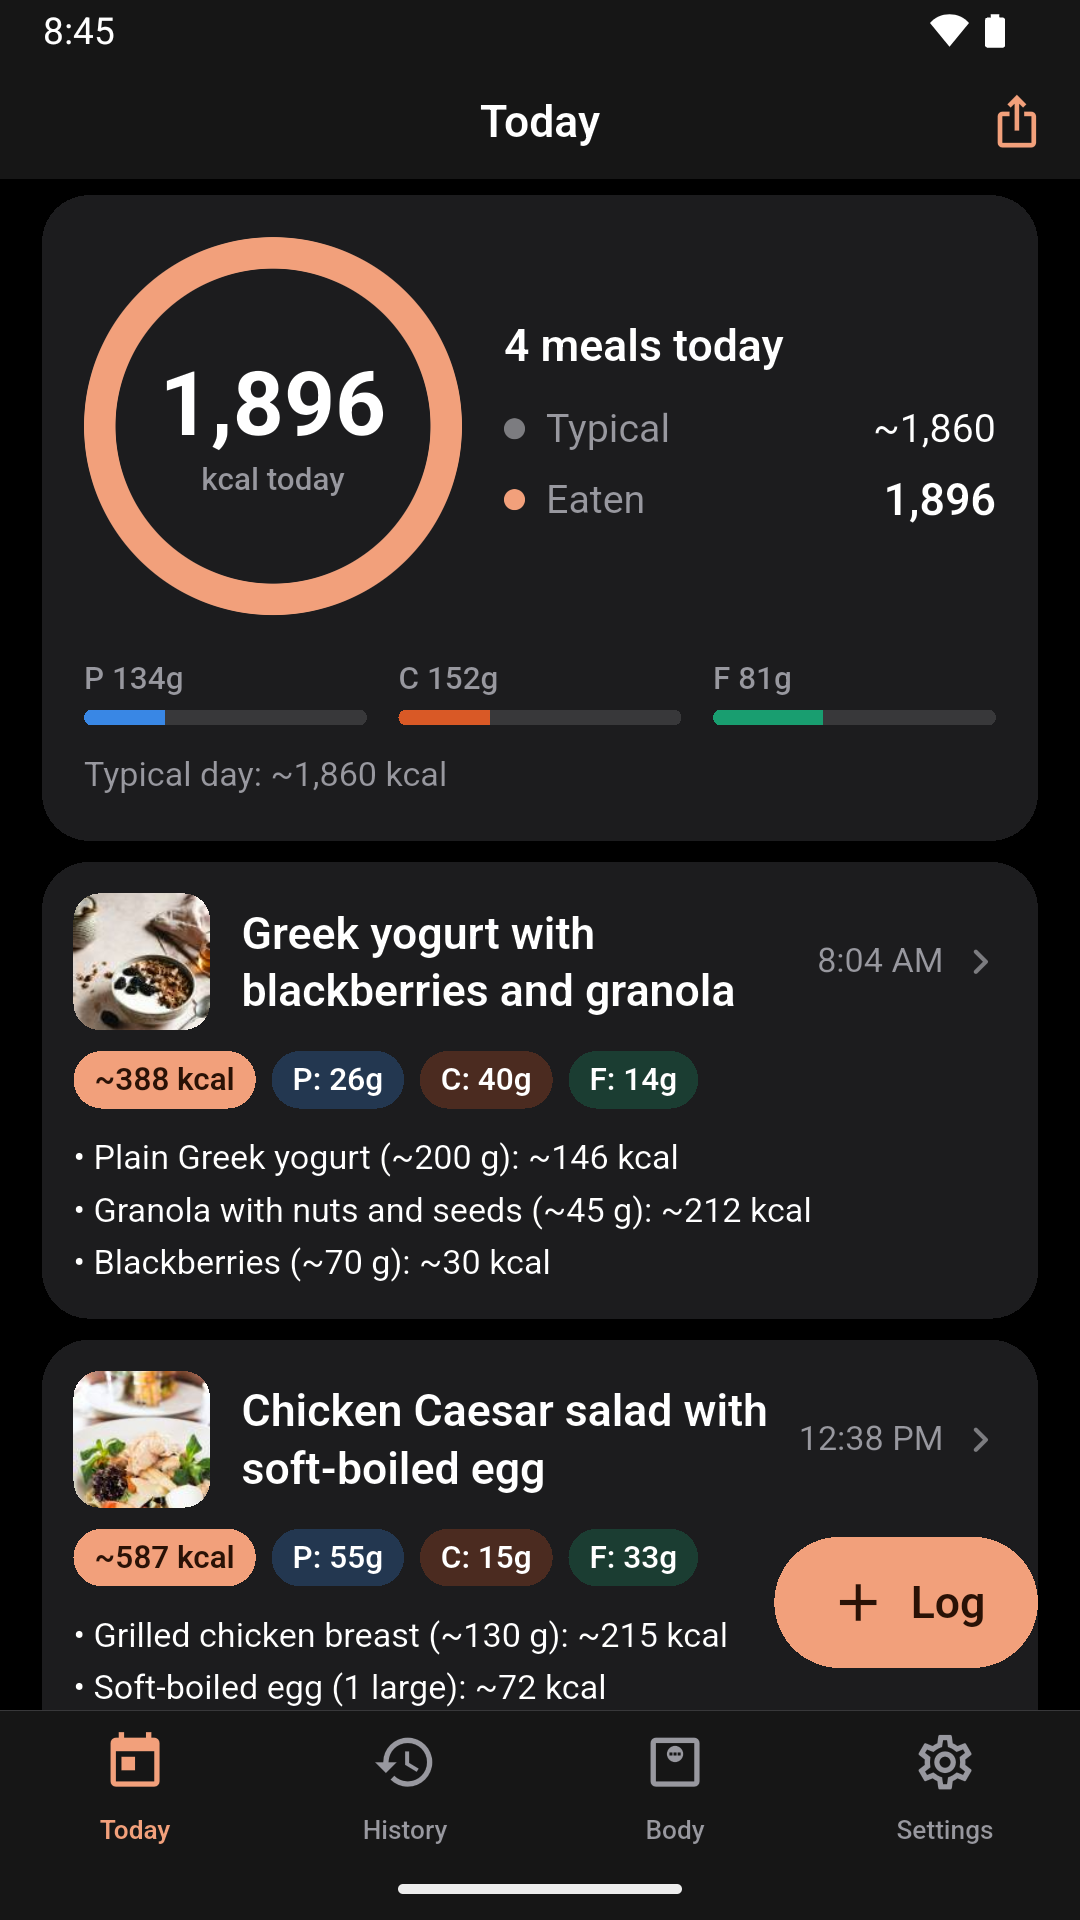 8:45
Today
1,896
kcal today
4 meals today
Typical ~1,860
Eaten 1,896
P 134g C 152g F 81g
Typical day: ~1,860 kcal
Greek yogurt with
blackberries and granola
8:04 AM
~388 kcal P: 26g C: 40g F: 14g
• Plain Greek yogurt (~200 g): ~146 kcal
• Granola with nuts and seeds (~45 g): ~212 kcal
• Blackberries (~70 g): ~30 kcal
Chicken Caesar salad with
soft-boiled egg
12:38 PM
~587 kcal P: 55g C: 15g F: 33g
+ Log
• Grilled chicken breast (~130 g): ~215 kcal
• Soft-boiled egg (1 large): ~72 kcal
Today History Body Settings